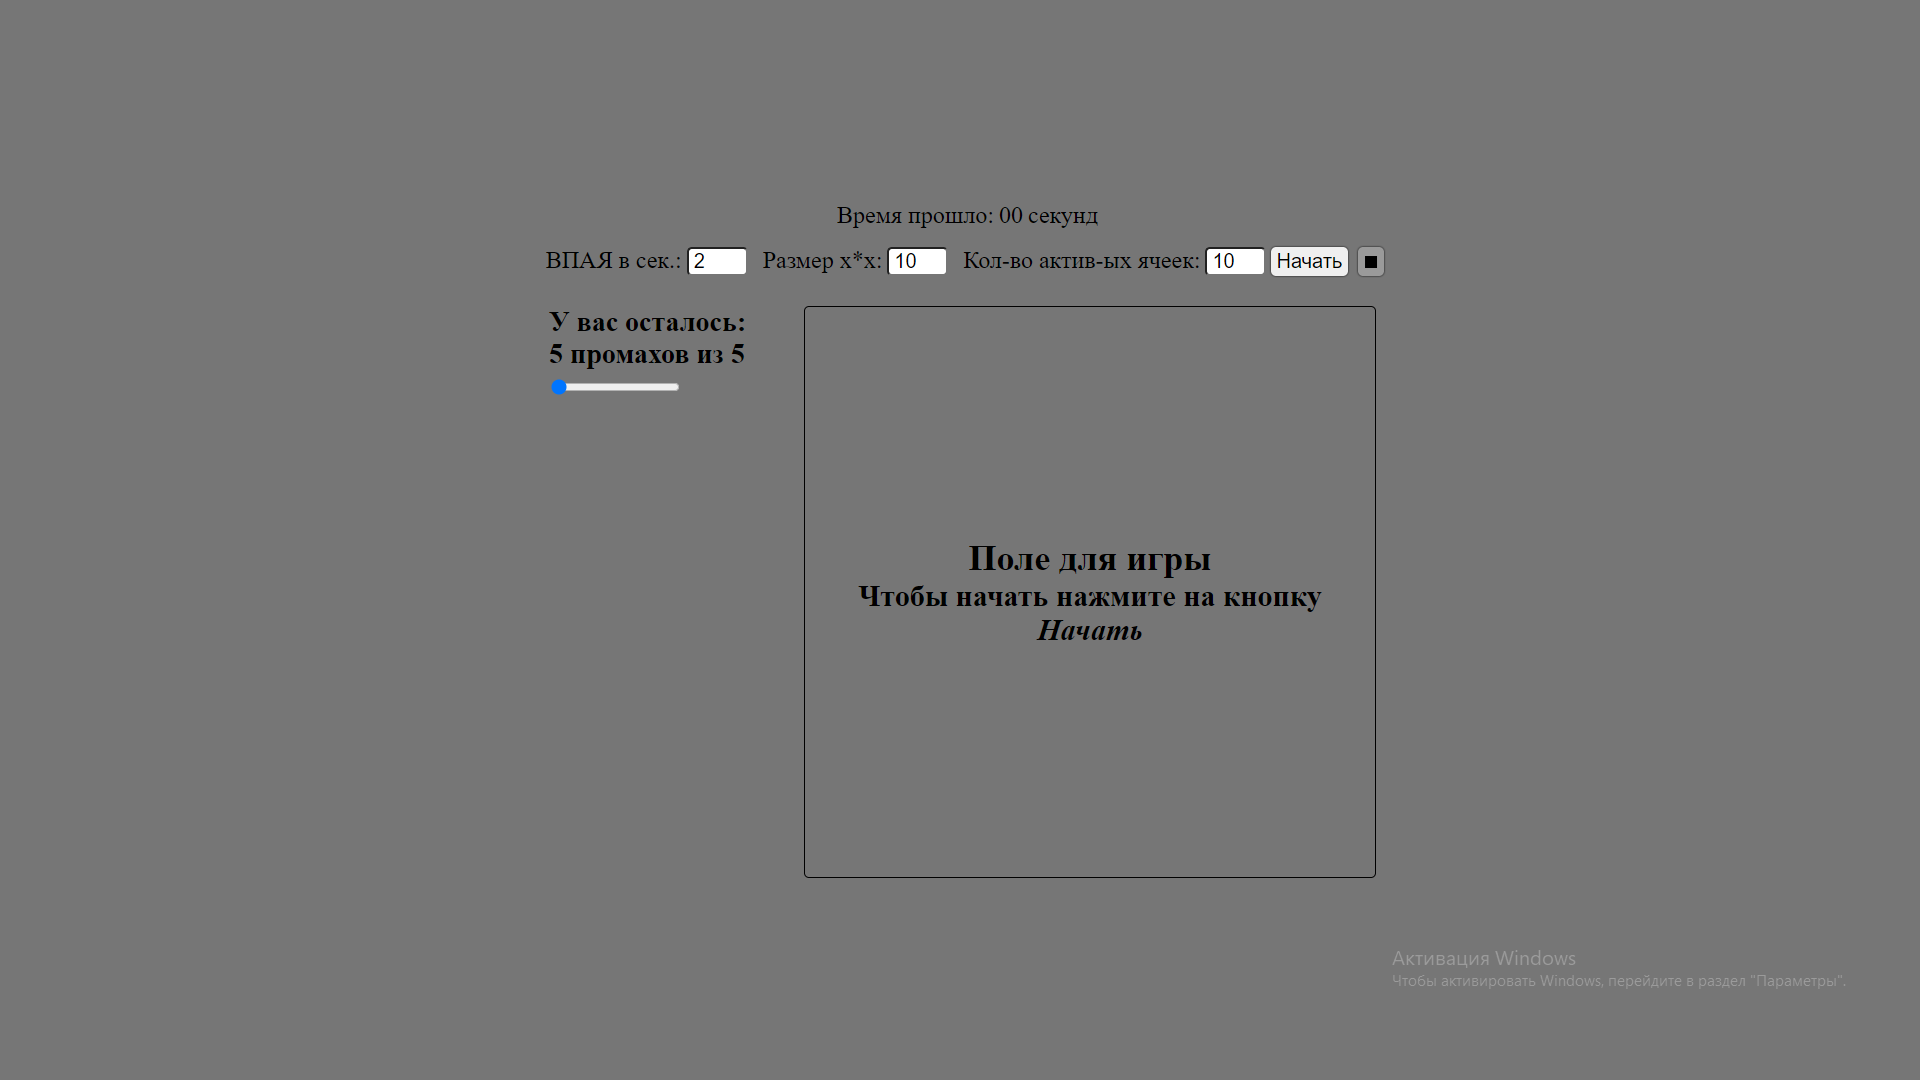 Время прошло: 00 секунд
ВПАЯ в сек.: 2 Размер x*x: 10 Кол-во актив-ых ячеек: 10 Начать
У вас осталось:
5 промахов из 5
Поле для игры
Чтобы начать нажмите на кнопку
Начать
Активация Windows
Чтобы активировать Windows, перейдите в раздел "Параметры".